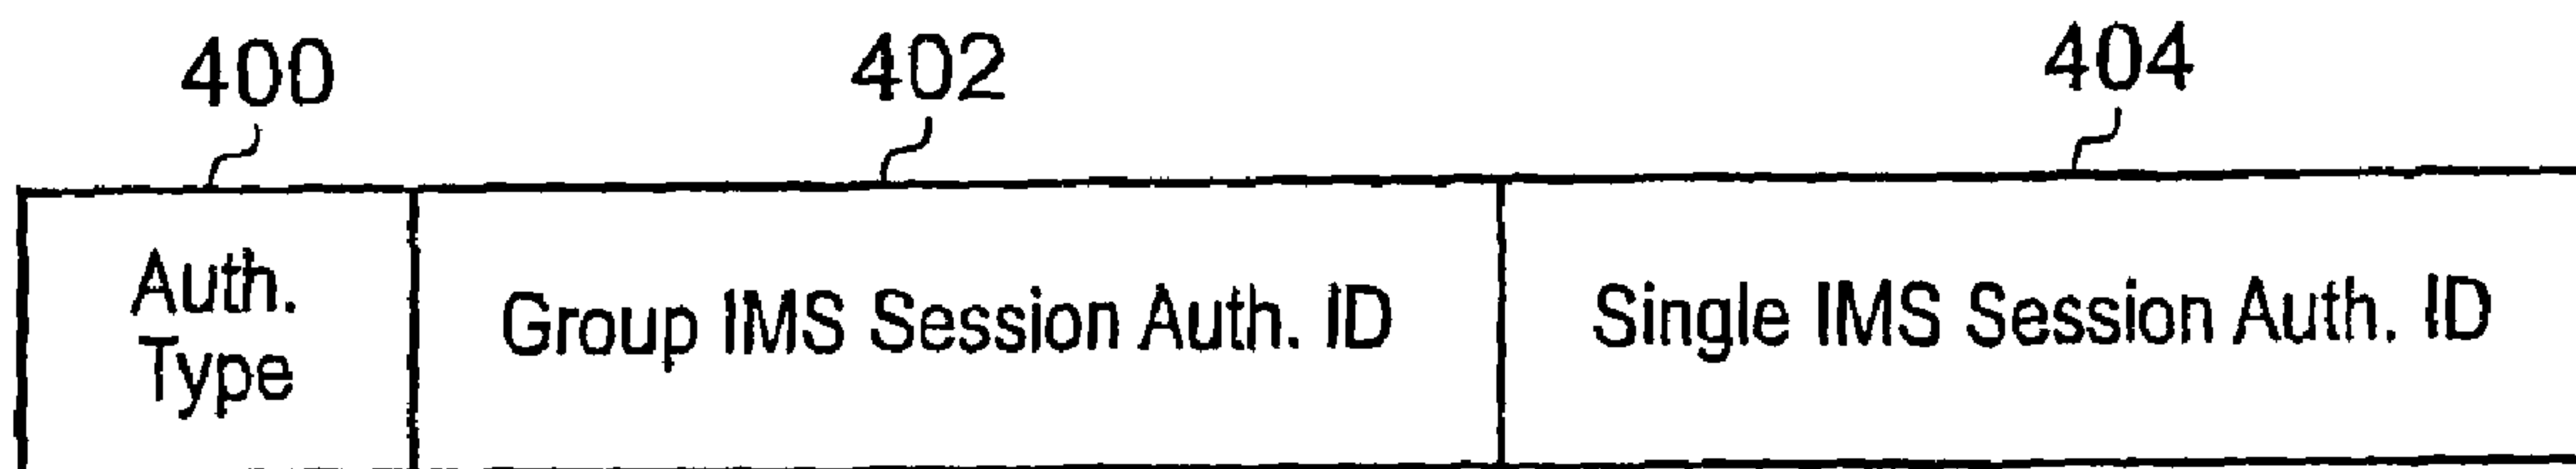 400 402 404
Auth.
Type
Group IMS Session Auth. ID
Single IMS Session Auth. ID